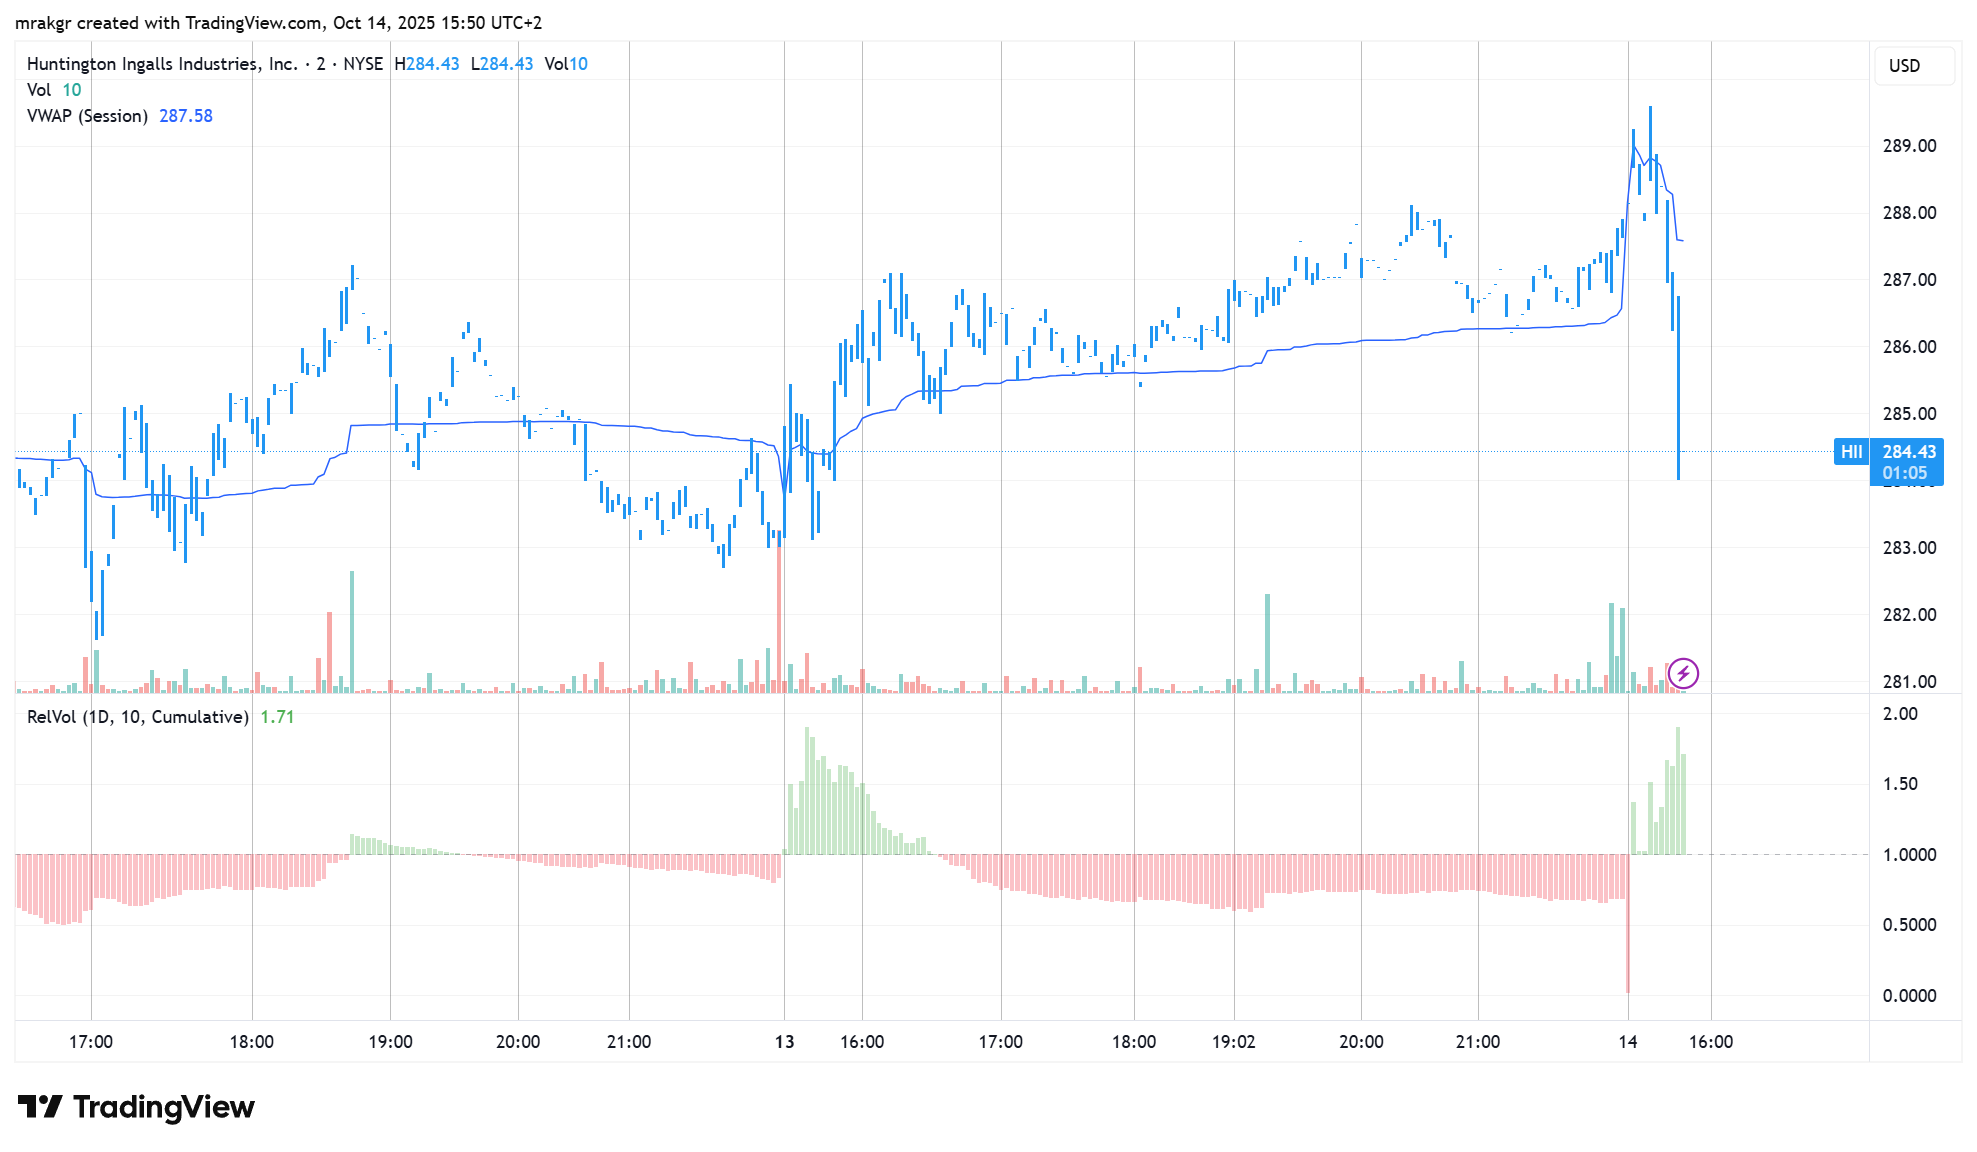 mrakgr created with TradingView.com, Oct 14, 2025 15:50 UTC+2
Huntington Ingalls Industries, Inc. · 2 · NYSE H284.43 L284.43 Vol10
Vol 10
VWAP (Session) 287.58
USD
289.00
288.00
287.00
286.00
285.00
HII 284.43
01:05
283.00
282.00
281.00
RelVol (1D, 10, Cumulative) 1.71
2.00
1.50
1.0000
0.5000
0.0000
17:00 18:00 19:00 20:00 21:00 13 16:00 17:00 18:00 19:02 20:00 21:00 14 16:00
TradingView